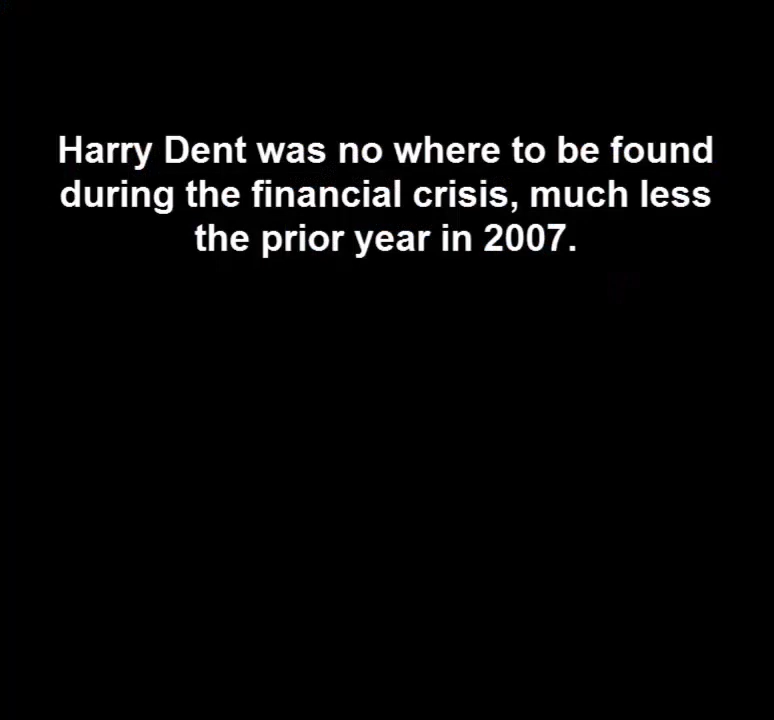 Harry Dent was no where to be found
during the financial crisis, much less
the prior year in 2007.